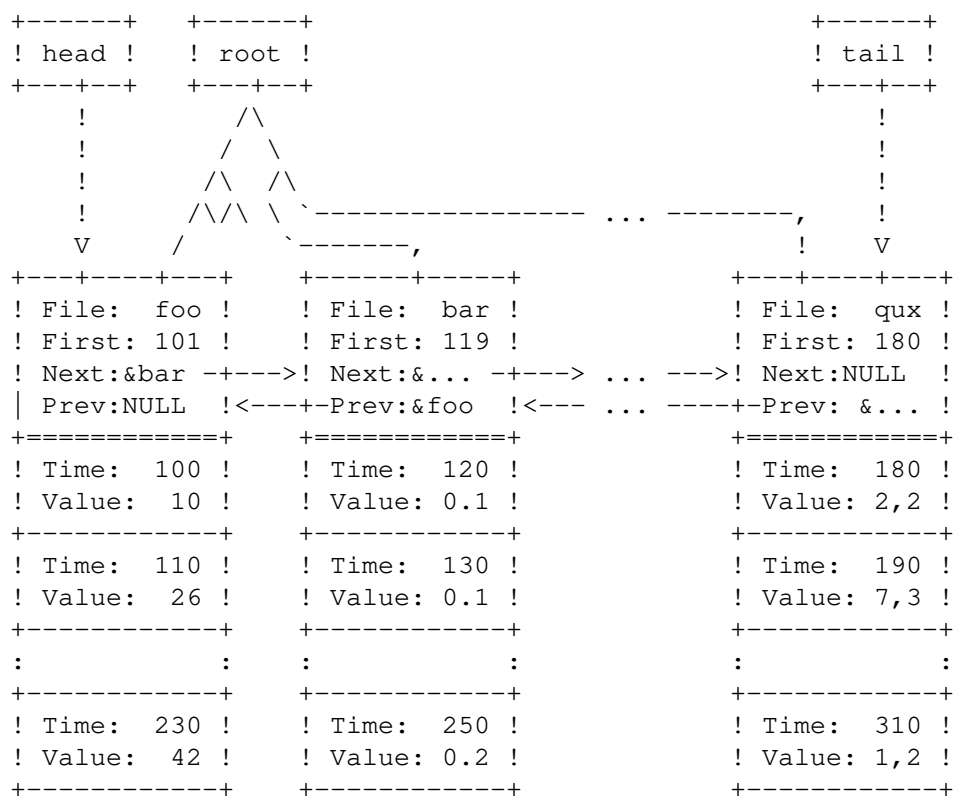 +------+   +------+                         +------+
! head !   ! root !                         ! tail !
+---+--+   +---+--+                         +---+--+
    !          /\                               !
    !         /  \                              !
    !        /\  /\                             !
    !       /\/\ \ `----------------- ... --------,   !
    V      /      `-------,                   !   V
+---+----+---+    +------+-----+           +---+----+---+
! File:  foo !    ! File:  bar !           ! File:  qux !
! First: 101 !    ! First: 119 !           ! First: 180 !
! Next:&bar -+--->! Next:&... -+---> ... --->! Next:NULL  !
| Prev:NULL  !<---+-Prev:&foo  !<--- ... ----+-Prev: &... !
+============+    +============+           +============+
! Time:  100 !    ! Time:  120 !           ! Time:  180 !
! Value:  10 !    ! Value: 0.1 !           ! Value: 2,2 !
+------------+    +------------+           +------------+
! Time:  110 !    ! Time:  130 !           ! Time:  190 !
! Value:  26 !    ! Value: 0.1 !           ! Value: 7,3 !
+------------+    +------------+           +------------+
:            :    :            :           :            :
+------------+    +------------+           +------------+
! Time:  230 !    ! Time:  250 !           ! Time:  310 !
! Value:  42 !    ! Value: 0.2 !           ! Value: 1,2 !
+------------+    +------------+           +------------+